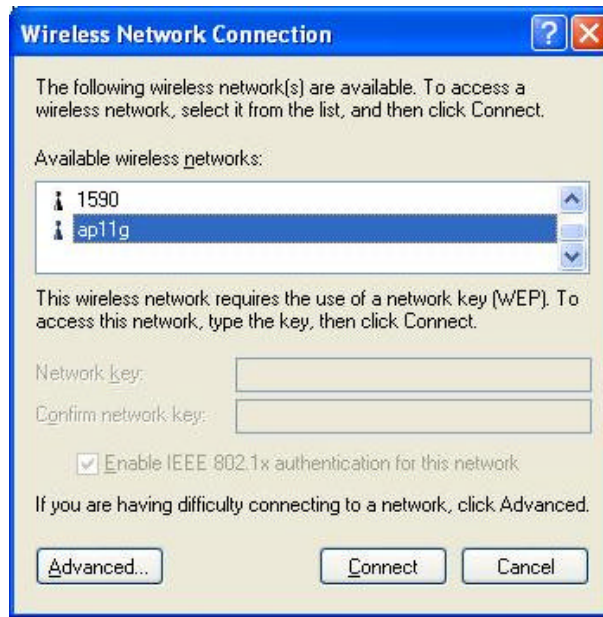 Wireless Network Connection
The following wireless network(s) are available. To access a
wireless network, select it from the list, and then click Connect.
Available wireless networks:
1590
ap11g
This wireless network requires the use of a network key (WEP). To
access this network, type the key, then click Connect.
Network key:
Confirm network key:
Enable IEEE 802.1x authentication for this network
If you are having difficulty connecting to a network, click Advanced.
Advanced... Connect Cancel